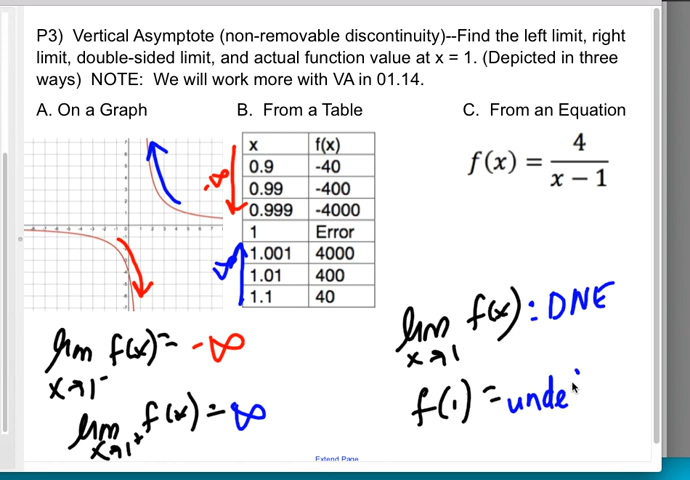 P3) Vertical Asymptote (non-removable discontinuity)--Find the left limit, right
limit, double-sided limit, and actual function value at x = 1. (Depicted in three
ways) NOTE: We will work more with VA in 01.14.
A. On a Graph
B. From a Table
C. From an Equation
x f(x)
0.9 -40
0.99 -400
0.999 -4000
1 Error
1.001 4000
1.01 400
1.1 40
-∞
f(x) = 4 / (x − 1)
lim f(x) = -∞
x→1⁻
lim f(x) = ∞
x→1⁺
lim f(x): DNE
x→1
f(1) = unde
Extend Page